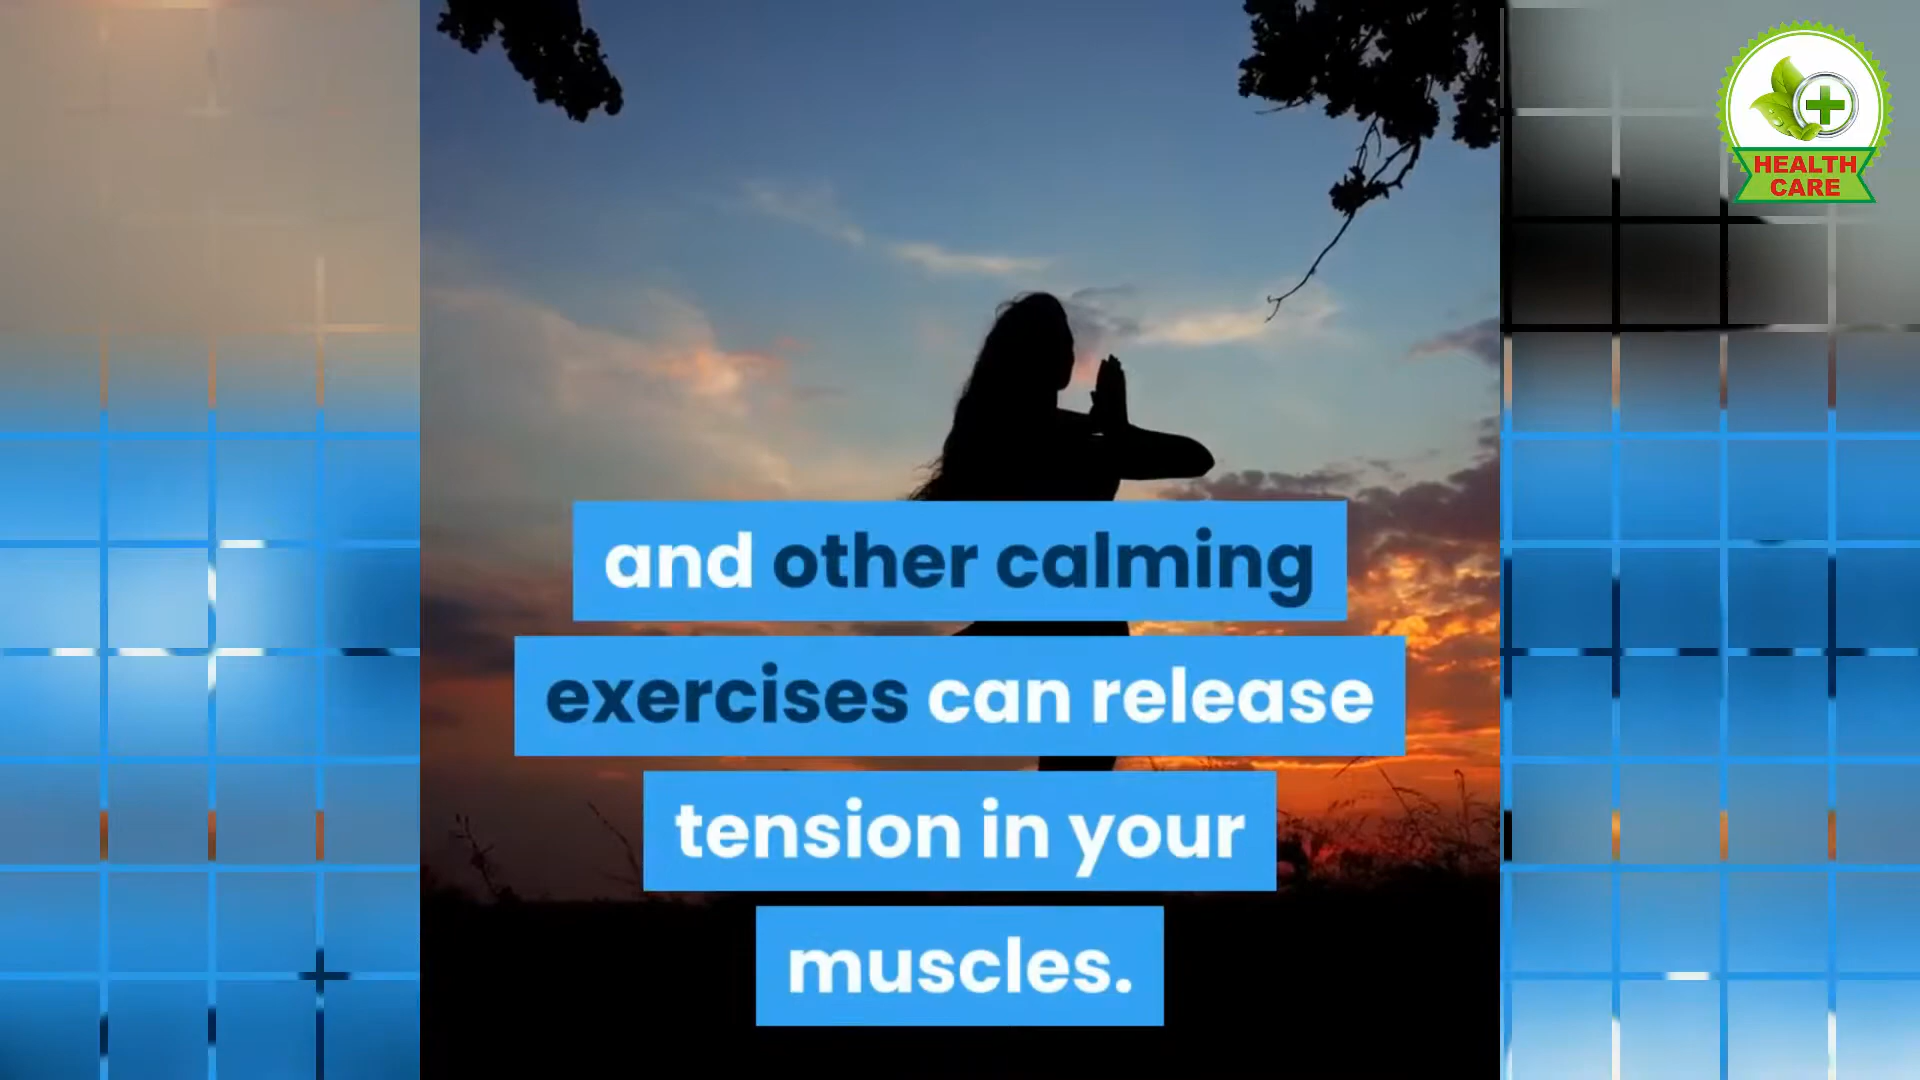 HEALTH
CARE
and other calming
exercises can release
tension in your
muscles.